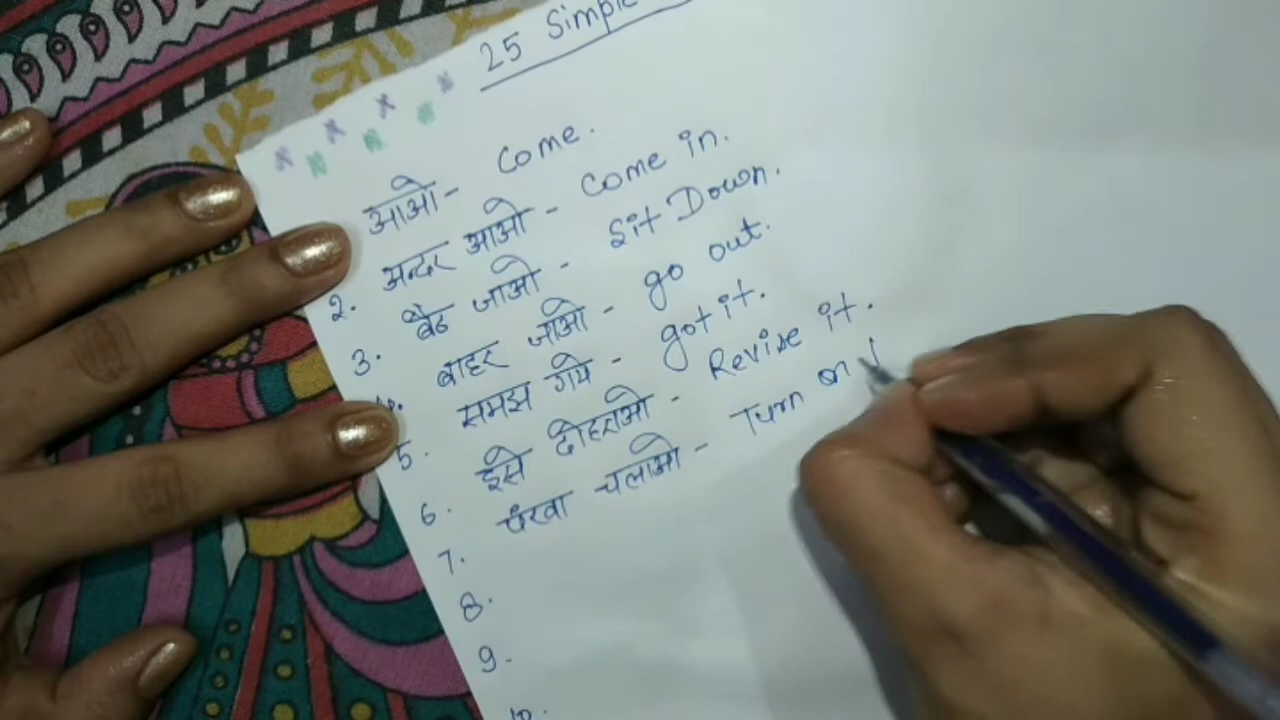 25 Simple
आओ - Come.
2. अन्दर आओ - Come in.
3. बैठ जाओ - Sit Down.
बाहर जाओ - go out.
5. समझ गये - got it.
6. इसे दोहराओ - Revise it.
7. पंखा चलाओ - Turn on
8.
9.
10.